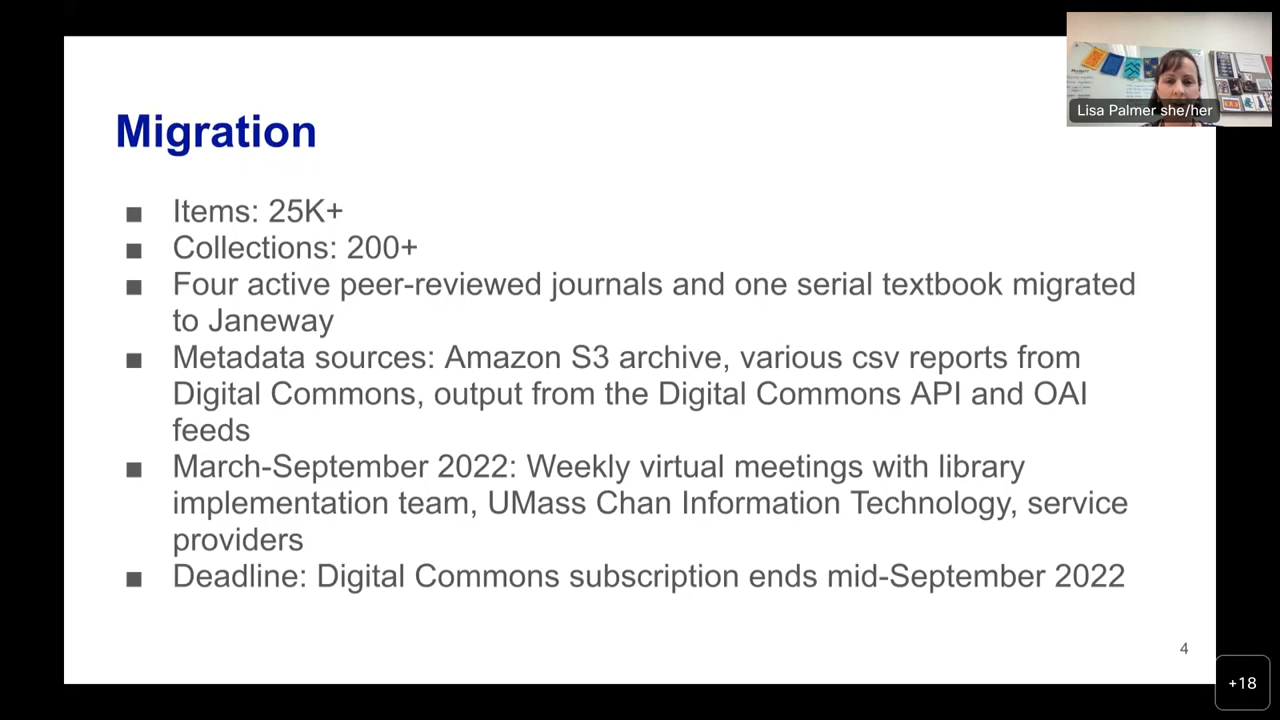 Migration
■ Items: 25K+
■ Collections: 200+
■ Four active peer-reviewed journals and one serial textbook migrated
to Janeway
■ Metadata sources: Amazon S3 archive, various csv reports from
Digital Commons, output from the Digital Commons API and OAI
feeds
■ March-September 2022: Weekly virtual meetings with library
implementation team, UMass Chan Information Technology, service
providers
■ Deadline: Digital Commons subscription ends mid-September 2022
4
Lisa Palmer she/her
+18